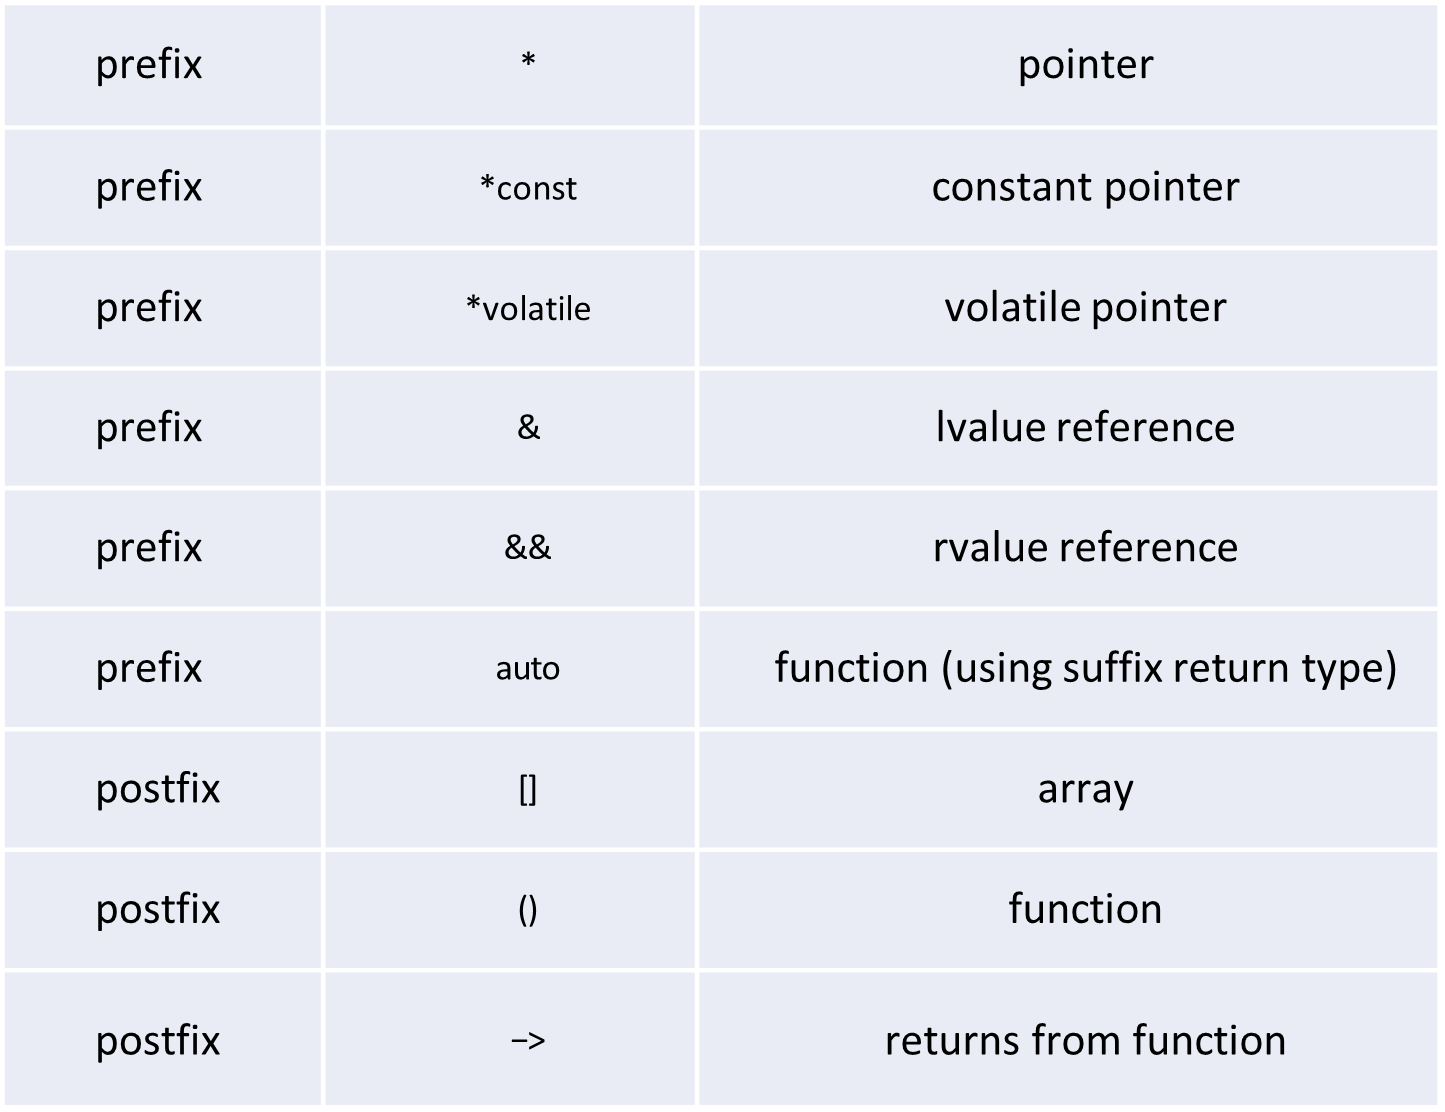 prefix * pointer
prefix *const constant pointer
prefix *volatile volatile pointer
prefix & lvalue reference
prefix && rvalue reference
prefix auto function (using suffix return type)
postfix [] array
postfix () function
postfix –> returns from function